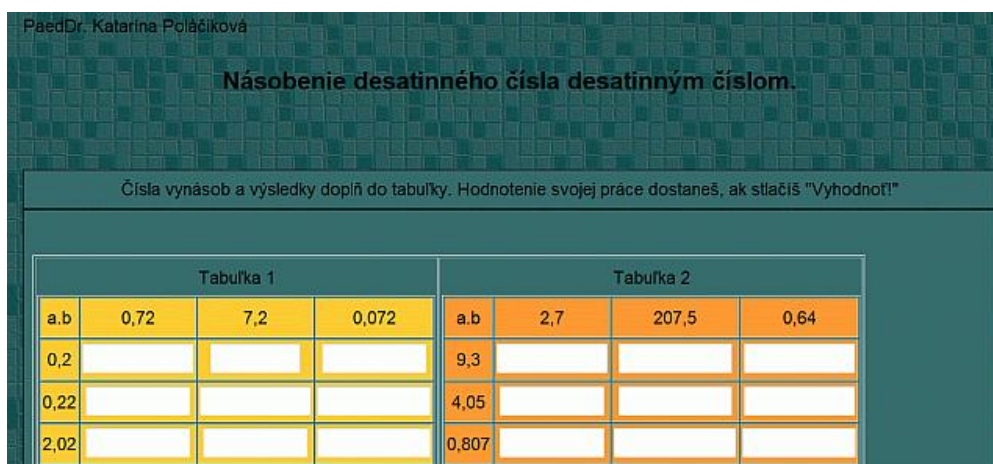 PaedDr. Katarína Poláčiková
Násobenie desatinného čísla desatinným číslom.
Čísla vynásob a výsledky doplň do tabuľky. Hodnotenie svojej práce dostaneš, ak stlačíš "Vyhodnoť!"
Tabuľka 1 Tabuľka 2
a.b 0,72 7,2 0,072 a.b 2,7 207,5 0,64
0,2 9,3
0,22 4,05
2,02 0,807